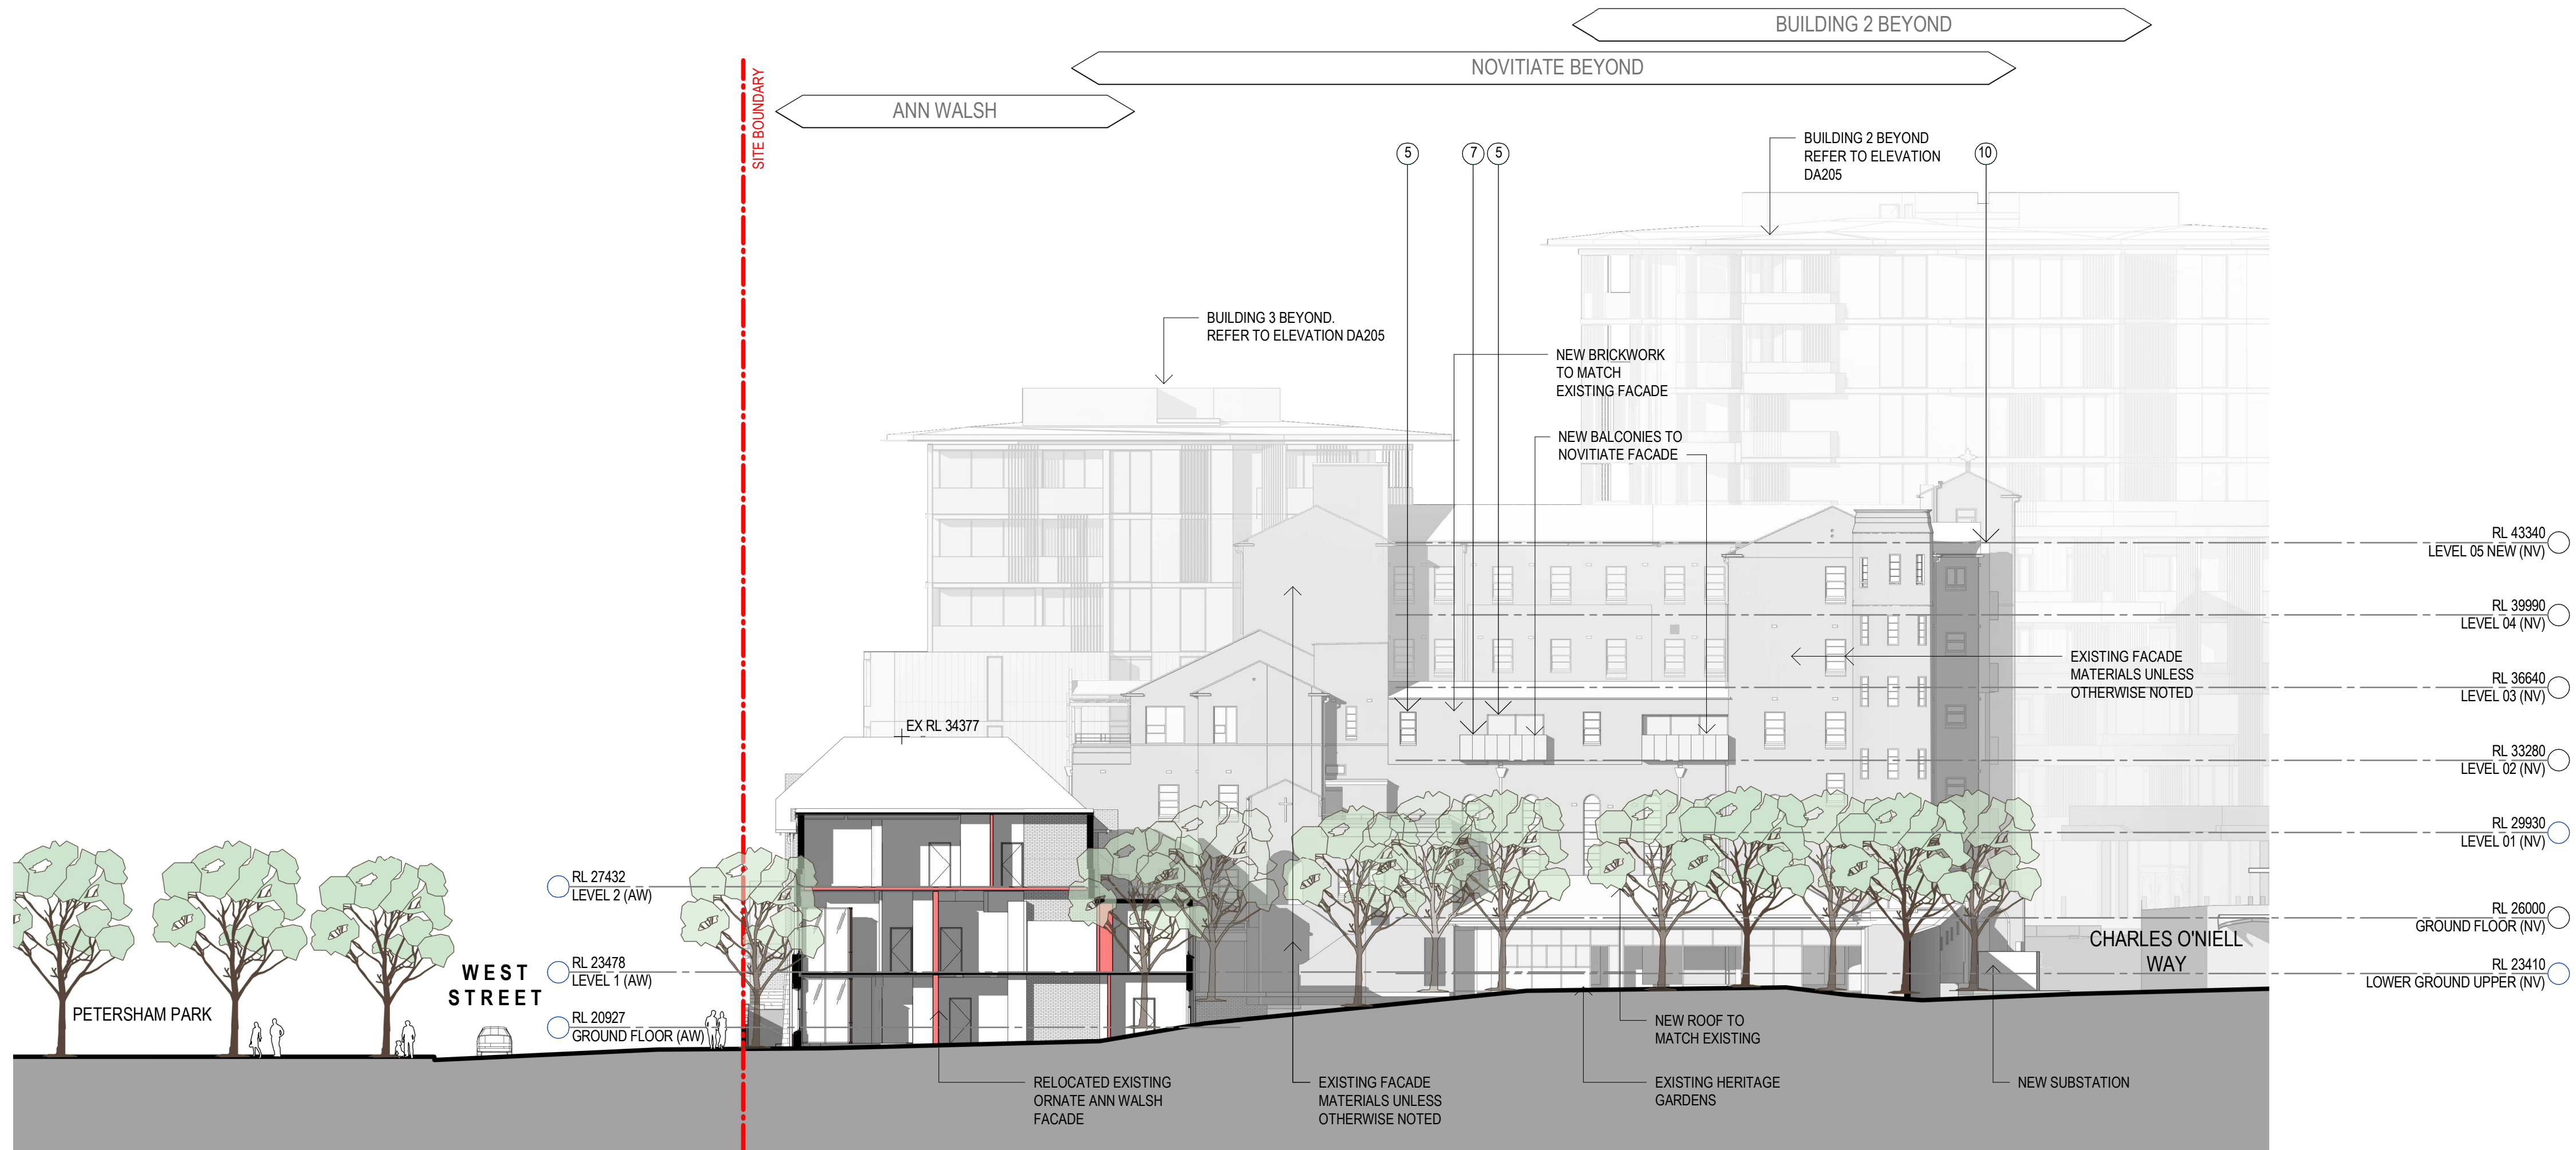 BUILDING 2 BEYOND
NOVITIATE BEYOND
ANN WALSH
SITE BOUNDARY
5
7
5
10
BUILDING 2 BEYOND
REFER TO ELEVATION
DA205
BUILDING 3 BEYOND.
REFER TO ELEVATION DA205
NEW BRICKWORK
TO MATCH
EXISTING FACADE
NEW BALCONIES TO
NOVITIATE FACADE
EXISTING FACADE
MATERIALS UNLESS
OTHERWISE NOTED
EX RL 34377
RL 43340
LEVEL 05 NEW (NV)
RL 39990
LEVEL 04 (NV)
RL 36640
LEVEL 03 (NV)
RL 33280
LEVEL 02 (NV)
RL 29930
LEVEL 01 (NV)
RL 26000
GROUND FLOOR (NV)
RL 23410
LOWER GROUND UPPER (NV)
RL 27432
LEVEL 2 (AW)
RL 23478
LEVEL 1 (AW)
RL 20927
GROUND FLOOR (AW)
PETERSHAM PARK
WEST
STREET
CHARLES O'NIELL
WAY
RELOCATED EXISTING
ORNATE ANN WALSH
FACADE
EXISTING FACADE
MATERIALS UNLESS
OTHERWISE NOTED
NEW ROOF TO
MATCH EXISTING
EXISTING HERITAGE
GARDENS
NEW SUBSTATION